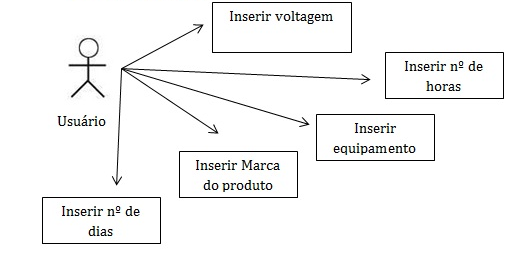 Inserir voltagem
Inserir nº de
horas
Usuário
Inserir
equipamento
Inserir Marca
do produto
Inserir nº de
dias